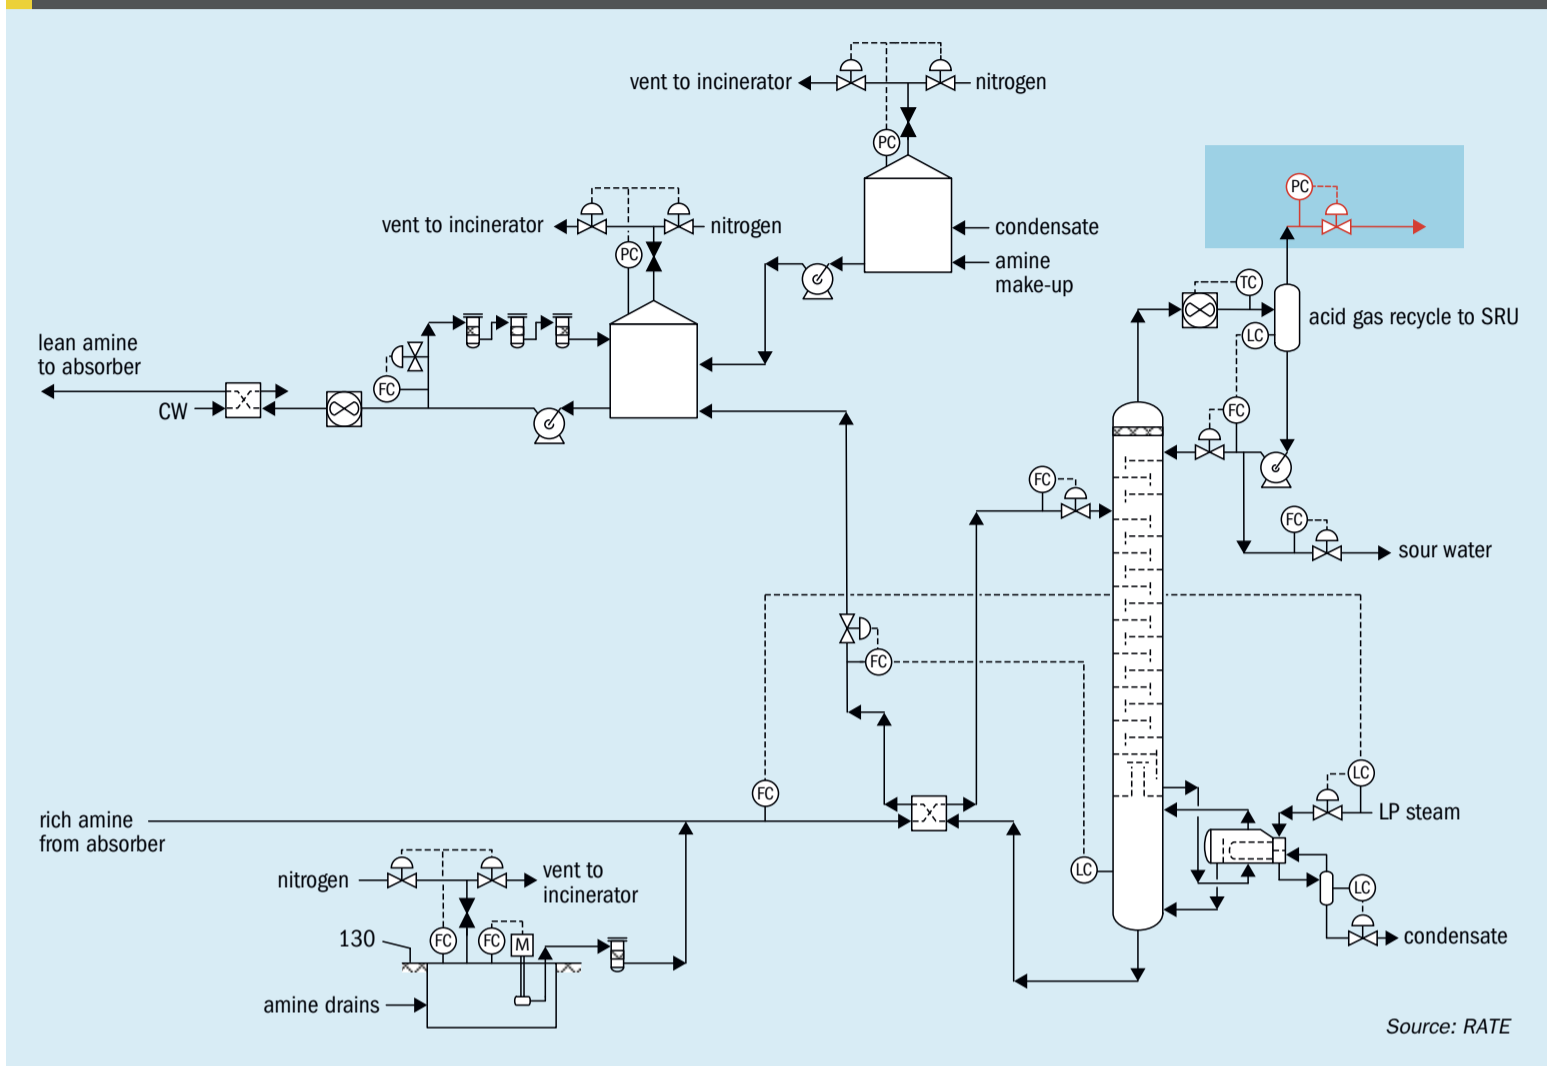 vent to incinerator
nitrogen
PC
PC
vent to incinerator
nitrogen
PC
condensate
amine
make-up
TC
LC
acid gas recycle to SRU
lean amine
to absorber
FC
CW
FC
FC
FC
sour water
FC
FC
LC
LP steam
rich amine
from absorber
LC
LC
condensate
nitrogen
vent to
incinerator
130
FC
FC
M
amine drains
Source: RATE